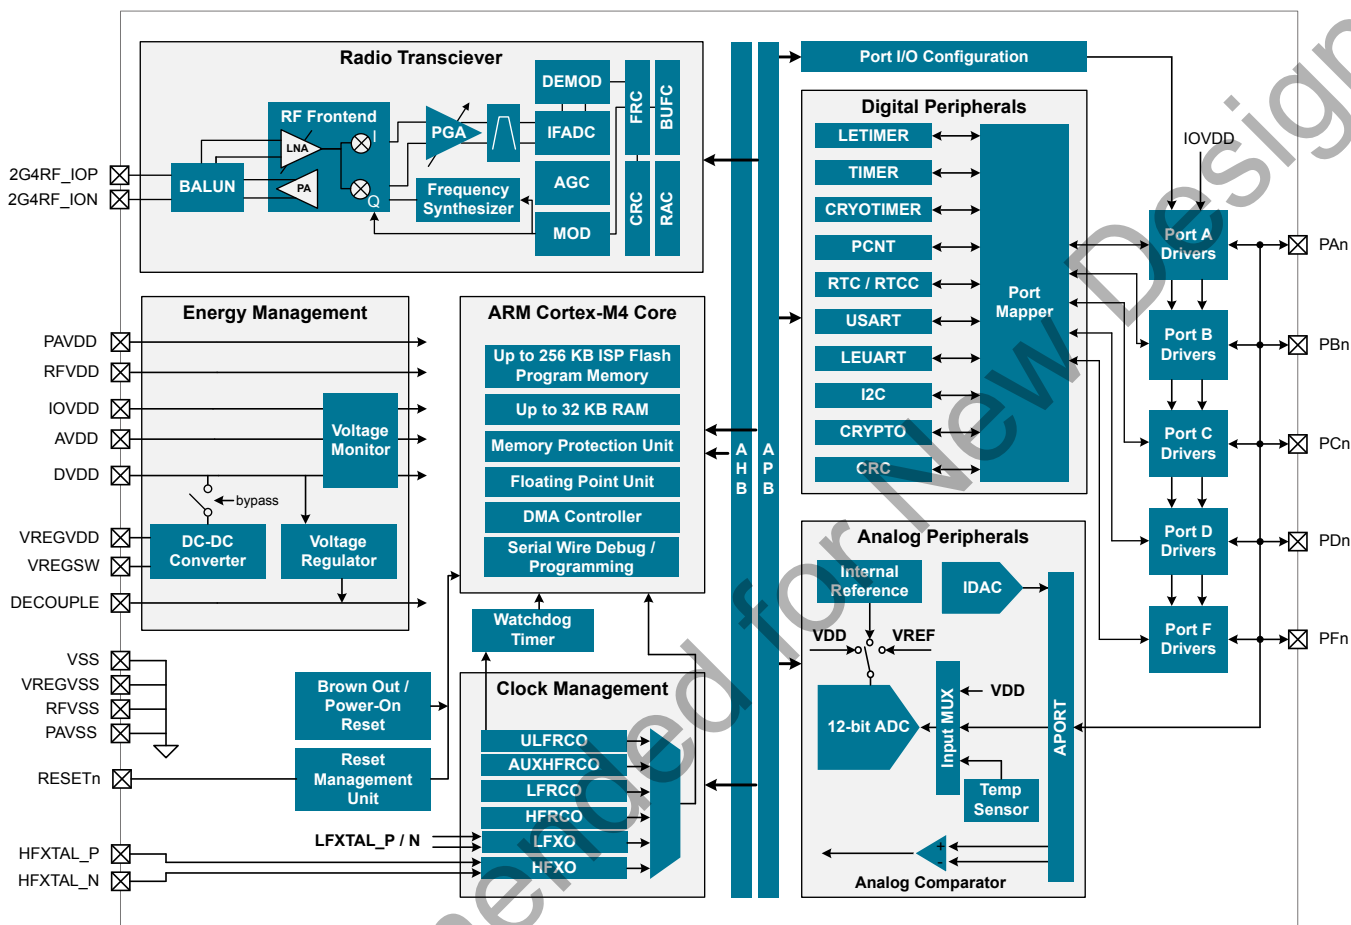 Radio Transciever
RF Frontend
LNA
PA
I
Q
BALUN
PGA
Frequency
Synthesizer
DEMOD
IFADC
AGC
MOD
FRC
BUFC
CRC
RAC
2G4RF_IOP
2G4RF_ION
Energy Management
PAVDD
RFVDD
IOVDD
AVDD
DVDD
VREGVDD
VREGSW
DECOUPLE
Voltage
Monitor
bypass
DC-DC
Converter
Voltage
Regulator
VSS
VREGVSS
RFVSS
PAVSS
RESETn
HFXTAL_P
HFXTAL_N
Brown Out /
Power-On
Reset
Reset
Management
Unit
ARM Cortex-M4 Core
Up to 256 KB ISP Flash
Program Memory
Up to 32 KB RAM
Memory Protection Unit
Floating Point Unit
DMA Controller
Serial Wire Debug /
Programming
Watchdog
Timer
Clock Management
ULFRCO
AUXHFRCO
LFRCO
HFRCO
LFXO
HFXO
LFXTAL_P / N
AHB
APB
Port I/O Configuration
Digital Peripherals
LETIMER
TIMER
CRYOTIMER
PCNT
RTC / RTCC
USART
LEUART
I2C
CRYPTO
CRC
Port
Mapper
Analog Peripherals
Internal
Reference
IDAC
VDD
VREF
12-bit ADC
Input MUX
VDD
Temp
Sensor
APORT
+
-
Analog Comparator
IOVDD
Port A
Drivers
Port B
Drivers
Port C
Drivers
Port D
Drivers
Port F
Drivers
PAn
PBn
PCn
PDn
PFn
mended for New Design